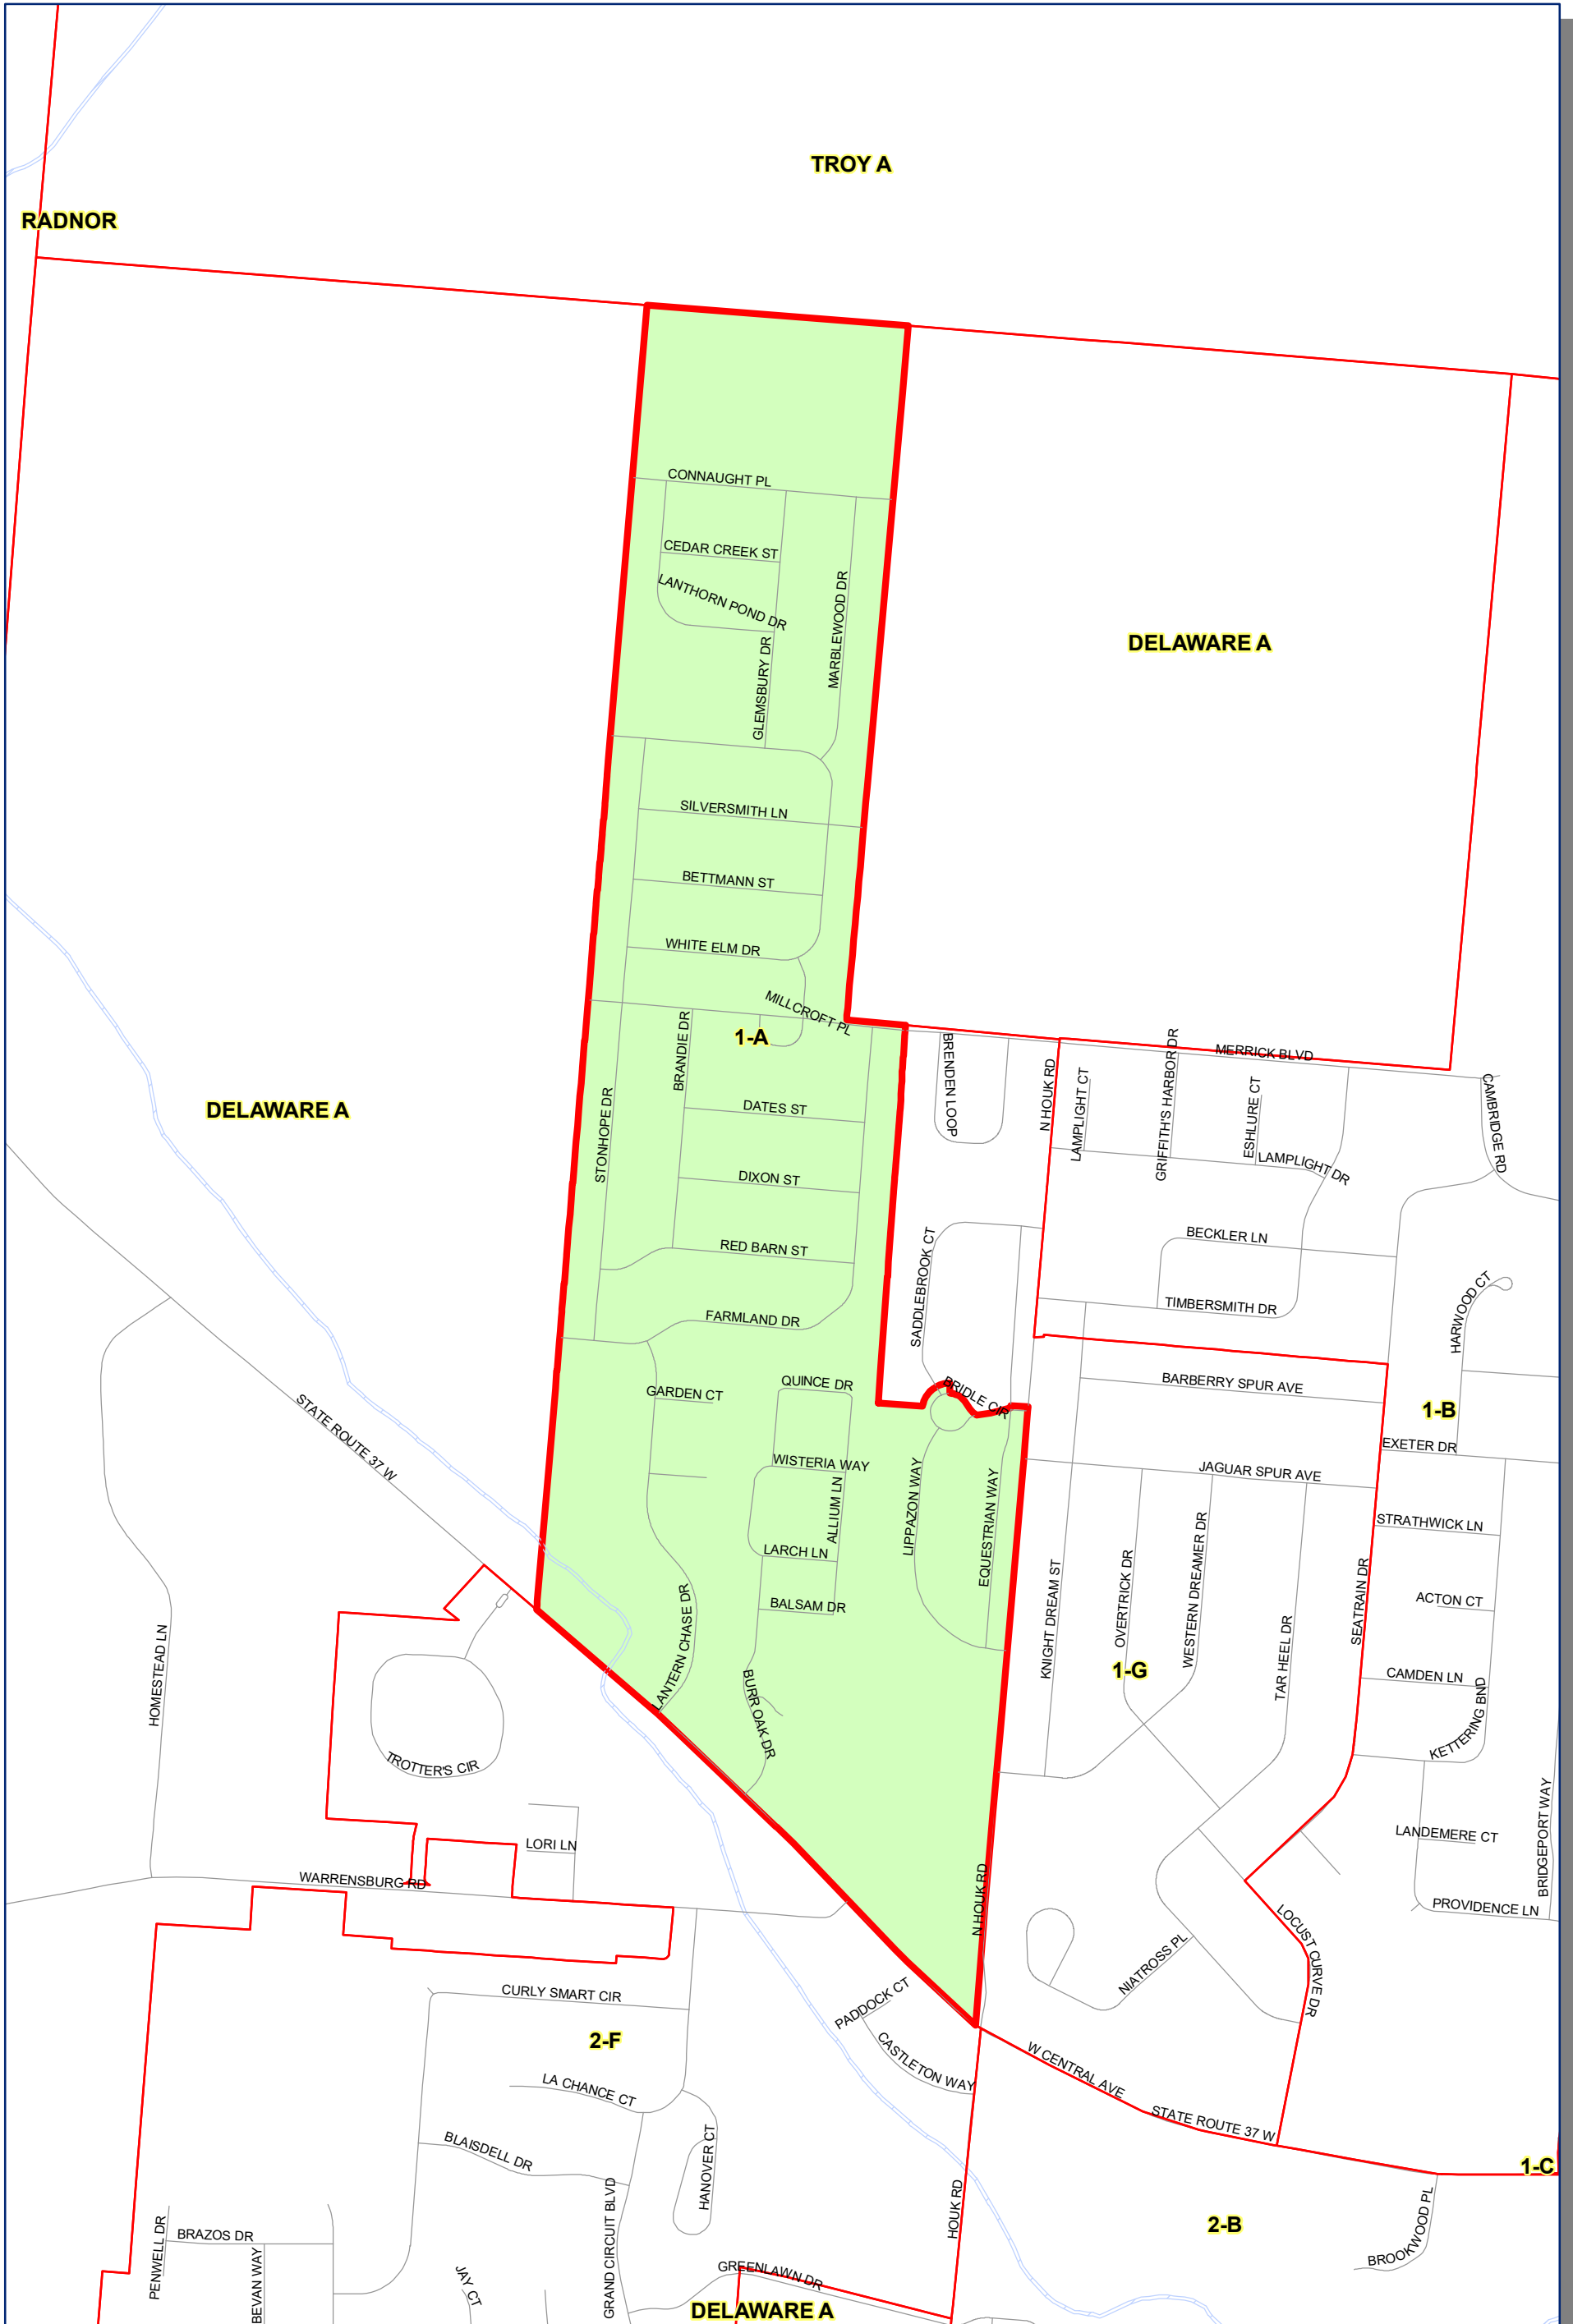 TROY A
RADNOR
CONNAUGHT PL
CEDAR CREEK ST
LANTHORN POND DR
MARBLEWOOD DR
GLEMSBURY DR
DELAWARE A
SILVERSMITH LN
BETTMANN ST
WHITE ELM DR
MILLCROFT PL
1-A
BRANDIE DR
STONHOPE DR
DATES ST
DIXON ST
RED BARN ST
FARMLAND DR
DELAWARE A
BRENDEN LOOP
N HOUK RD
MERRICK BLVD
LAMPLIGHT CT
GRIFFITH'S HARBOR DR
ESHLURE CT
LAMPLIGHT DR
CAMBRIDGE RD
SADDLEBROOK CT
BECKLER LN
TIMBERSMITH DR
HARWOOD CT
BRIDLE CIR
BARBERRY SPUR AVE
1-B
EXETER DR
GARDEN CT
QUINCE DR
STATE ROUTE 37 W
WISTERIA WAY
ALLIUM LN
LIPPAZON WAY
EQUESTRIAN WAY
JAGUAR SPUR AVE
STRATHWICK LN
LARCH LN
BALSAM DR
LANTERN CHASE DR
BURR OAK DR
KNIGHT DREAM ST
OVERTRICK DR
WESTERN DREAMER DR
TAR HEEL DR
SEATRAIN DR
ACTON CT
1-G
CAMDEN LN
KETTERING BND
HOMESTEAD LN
TROTTER'S CIR
LORI LN
WARRENSBURG RD
LANDEMERE CT
BRIDGEPORT WAY
PROVIDENCE LN
N HOUK RD
NIATROSS PL
LOCUST CURVE DR
CURLY SMART CIR
2-F
PADDOCK CT
CASTLETON WAY
W CENTRAL AVE
STATE ROUTE 37 W
LA CHANCE CT
BLAISDELL DR
HANOVER CT
GRAND CIRCUIT BLVD
HOUK RD
1-C
2-B
BROOKWOOD PL
PENWELL DR
BRAZOS DR
BEVAN WAY
JAY CT
GREENLAWN DR
DELAWARE A